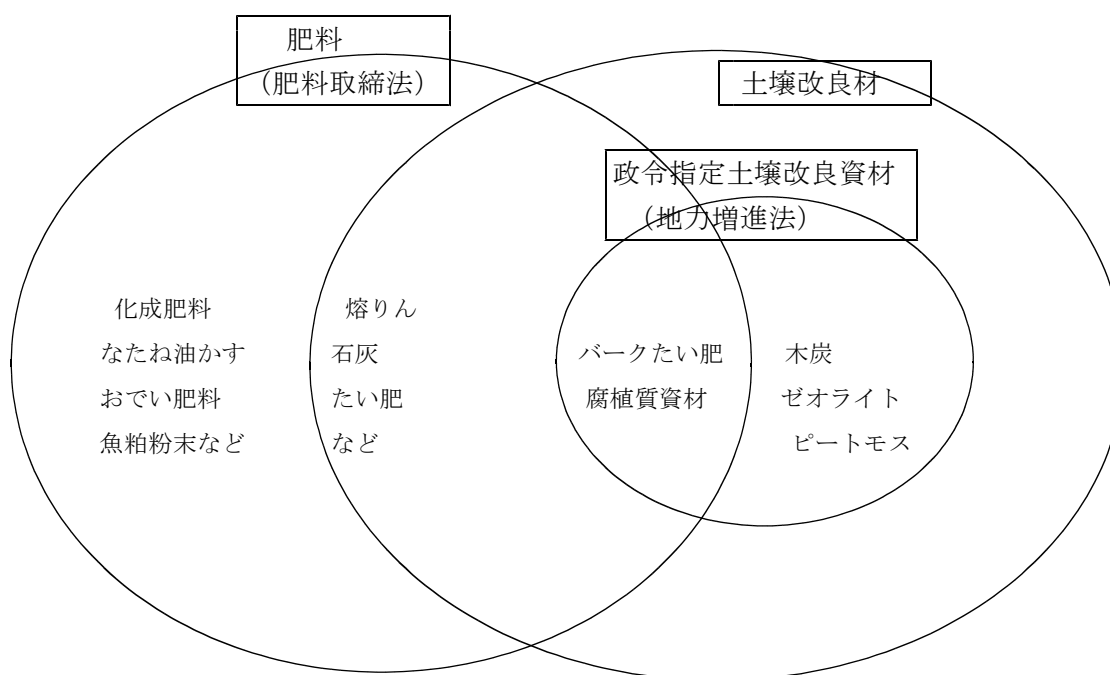 肥料
（肥料取締法）
土壌改良材
政令指定土壌改良資材
（地力増進法）
化成肥料
なたね油かす
おでい肥料
魚粕粉末など
熔りん
石灰
たい肥
など
バークたい肥
腐植質資材
木炭
ゼオライト
ピートモス